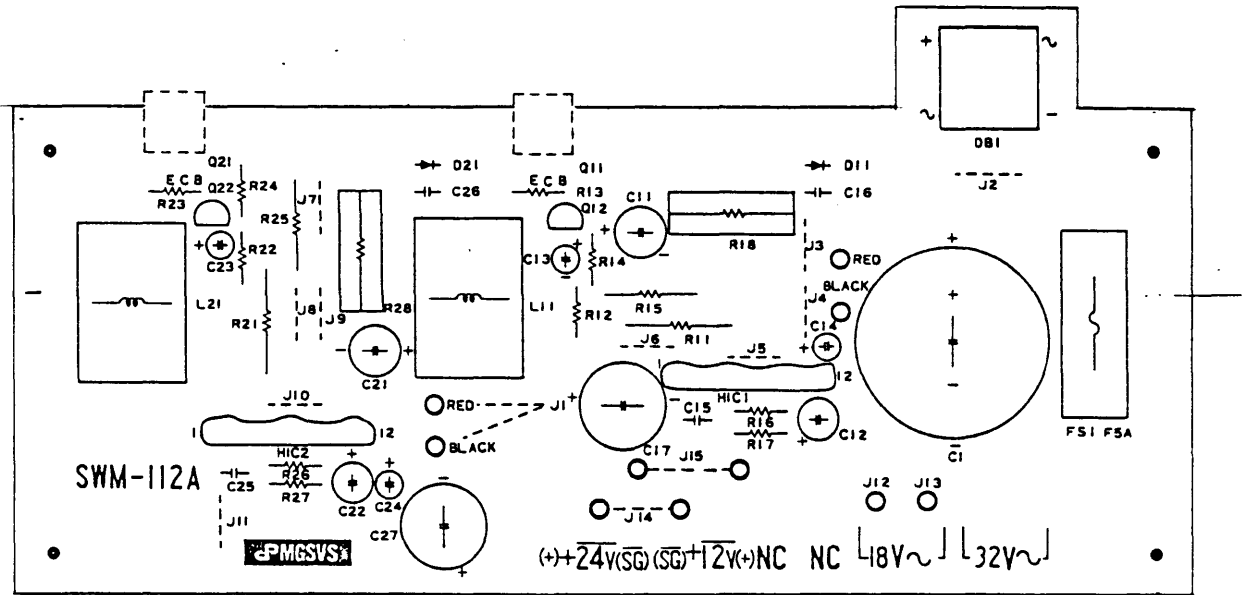 + ~
~ -
DB1
Q21
D21
Q11
D11
J2
E C B
Q22
R24
R23
J7
C26
E C B
R13
Q12
C11
C16
R25
+
R18
J3
RED
+
C23
R22
C13
+
-
R14
-
BLACK
J4
+
L21
R21
J8
J9
R28
L11
R12
R15
R11
C14
+
+
-
- +
C21
J6
J5
1
12
J10
RED
J1
+
-
C15
HIC1
R16
R17
+
C12
FS1 F5A
1
12
BLACK
C17
J15
-
C1
SWM-112A
HIC2
C25
R26
R27
+
C22
+
C24
-
J12
J13
J11
C27
+
J14
MGSVS
(+)+24V(SG) (SG)+12V(+)NC NC 18V~ 32V~